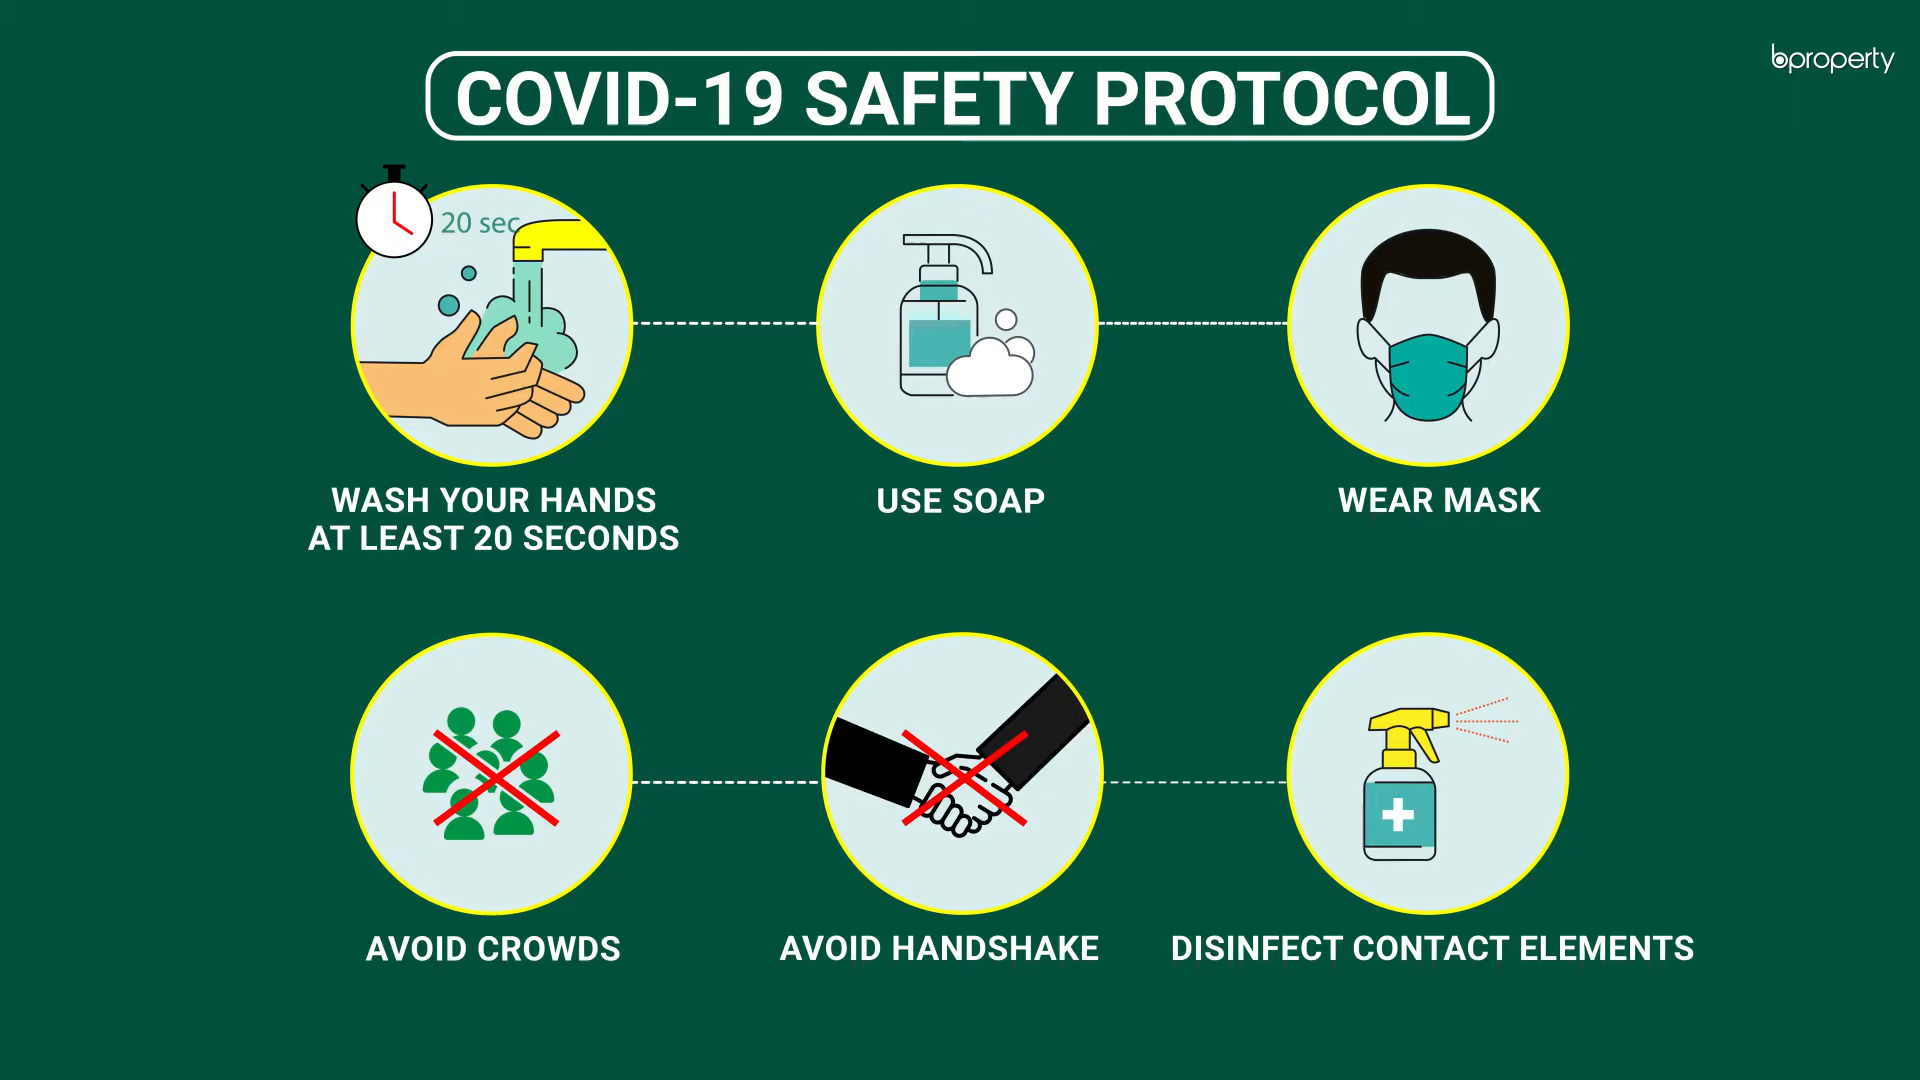 COVID-19 SAFETY PROTOCOL
bproperty
20 sec
WASH YOUR HANDS
AT LEAST 20 SECONDS
USE SOAP
WEAR MASK
AVOID CROWDS
AVOID HANDSHAKE
DISINFECT CONTACT ELEMENTS